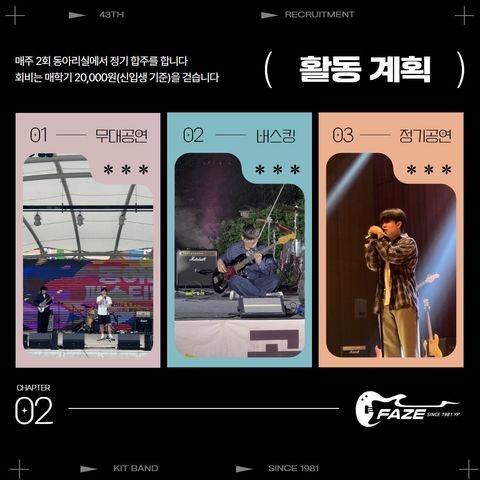 43TH
RECRUITMENT
매주 2회 동아리실에서 정기 합주를 합니다
회비는 매학기 20,000원(신입생 기준)을 걷습니다
( 활동 계획 )
01 — 무대공연
02 — 버스킹
03 — 정기공연
* * *
* * *
* * *
Marshall
CHAPTER
02
FAZE SINCE 1981 YP
KIT BAND
SINCE 1981